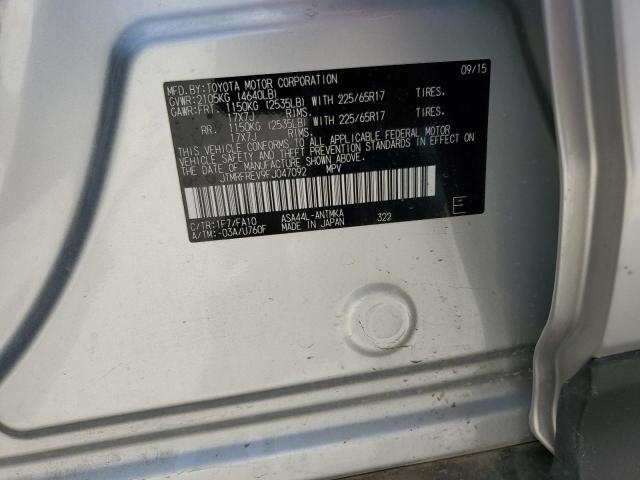 MFD.BY:TOYOTA MOTOR CORPORATION 09/15
GVWR:2105KG (4640LB)
GAWR:FRT 1150KG (2535LB) WITH 225/65R17 TIRES.
17X7J RIMS.
RR. 1150KG (2535LB) WITH 225/65R17 TIRES.
17X7J RIMS.
THIS VEHICLE CONFORMS TO ALL APPLICABLE FEDERAL MOTOR
VEHICLE SAFETY AND THEFT PREVENTION STANDARDS IN EFFECT ON
THE DATE OF MANUFACTURE SHOWN ABOVE.
JTMRFREV9FJ047092 MPV
C/TR:1F7/FA10 ASA44L-ANTMKA 322
A/TM:-03A/U760F MADE IN JAPAN E